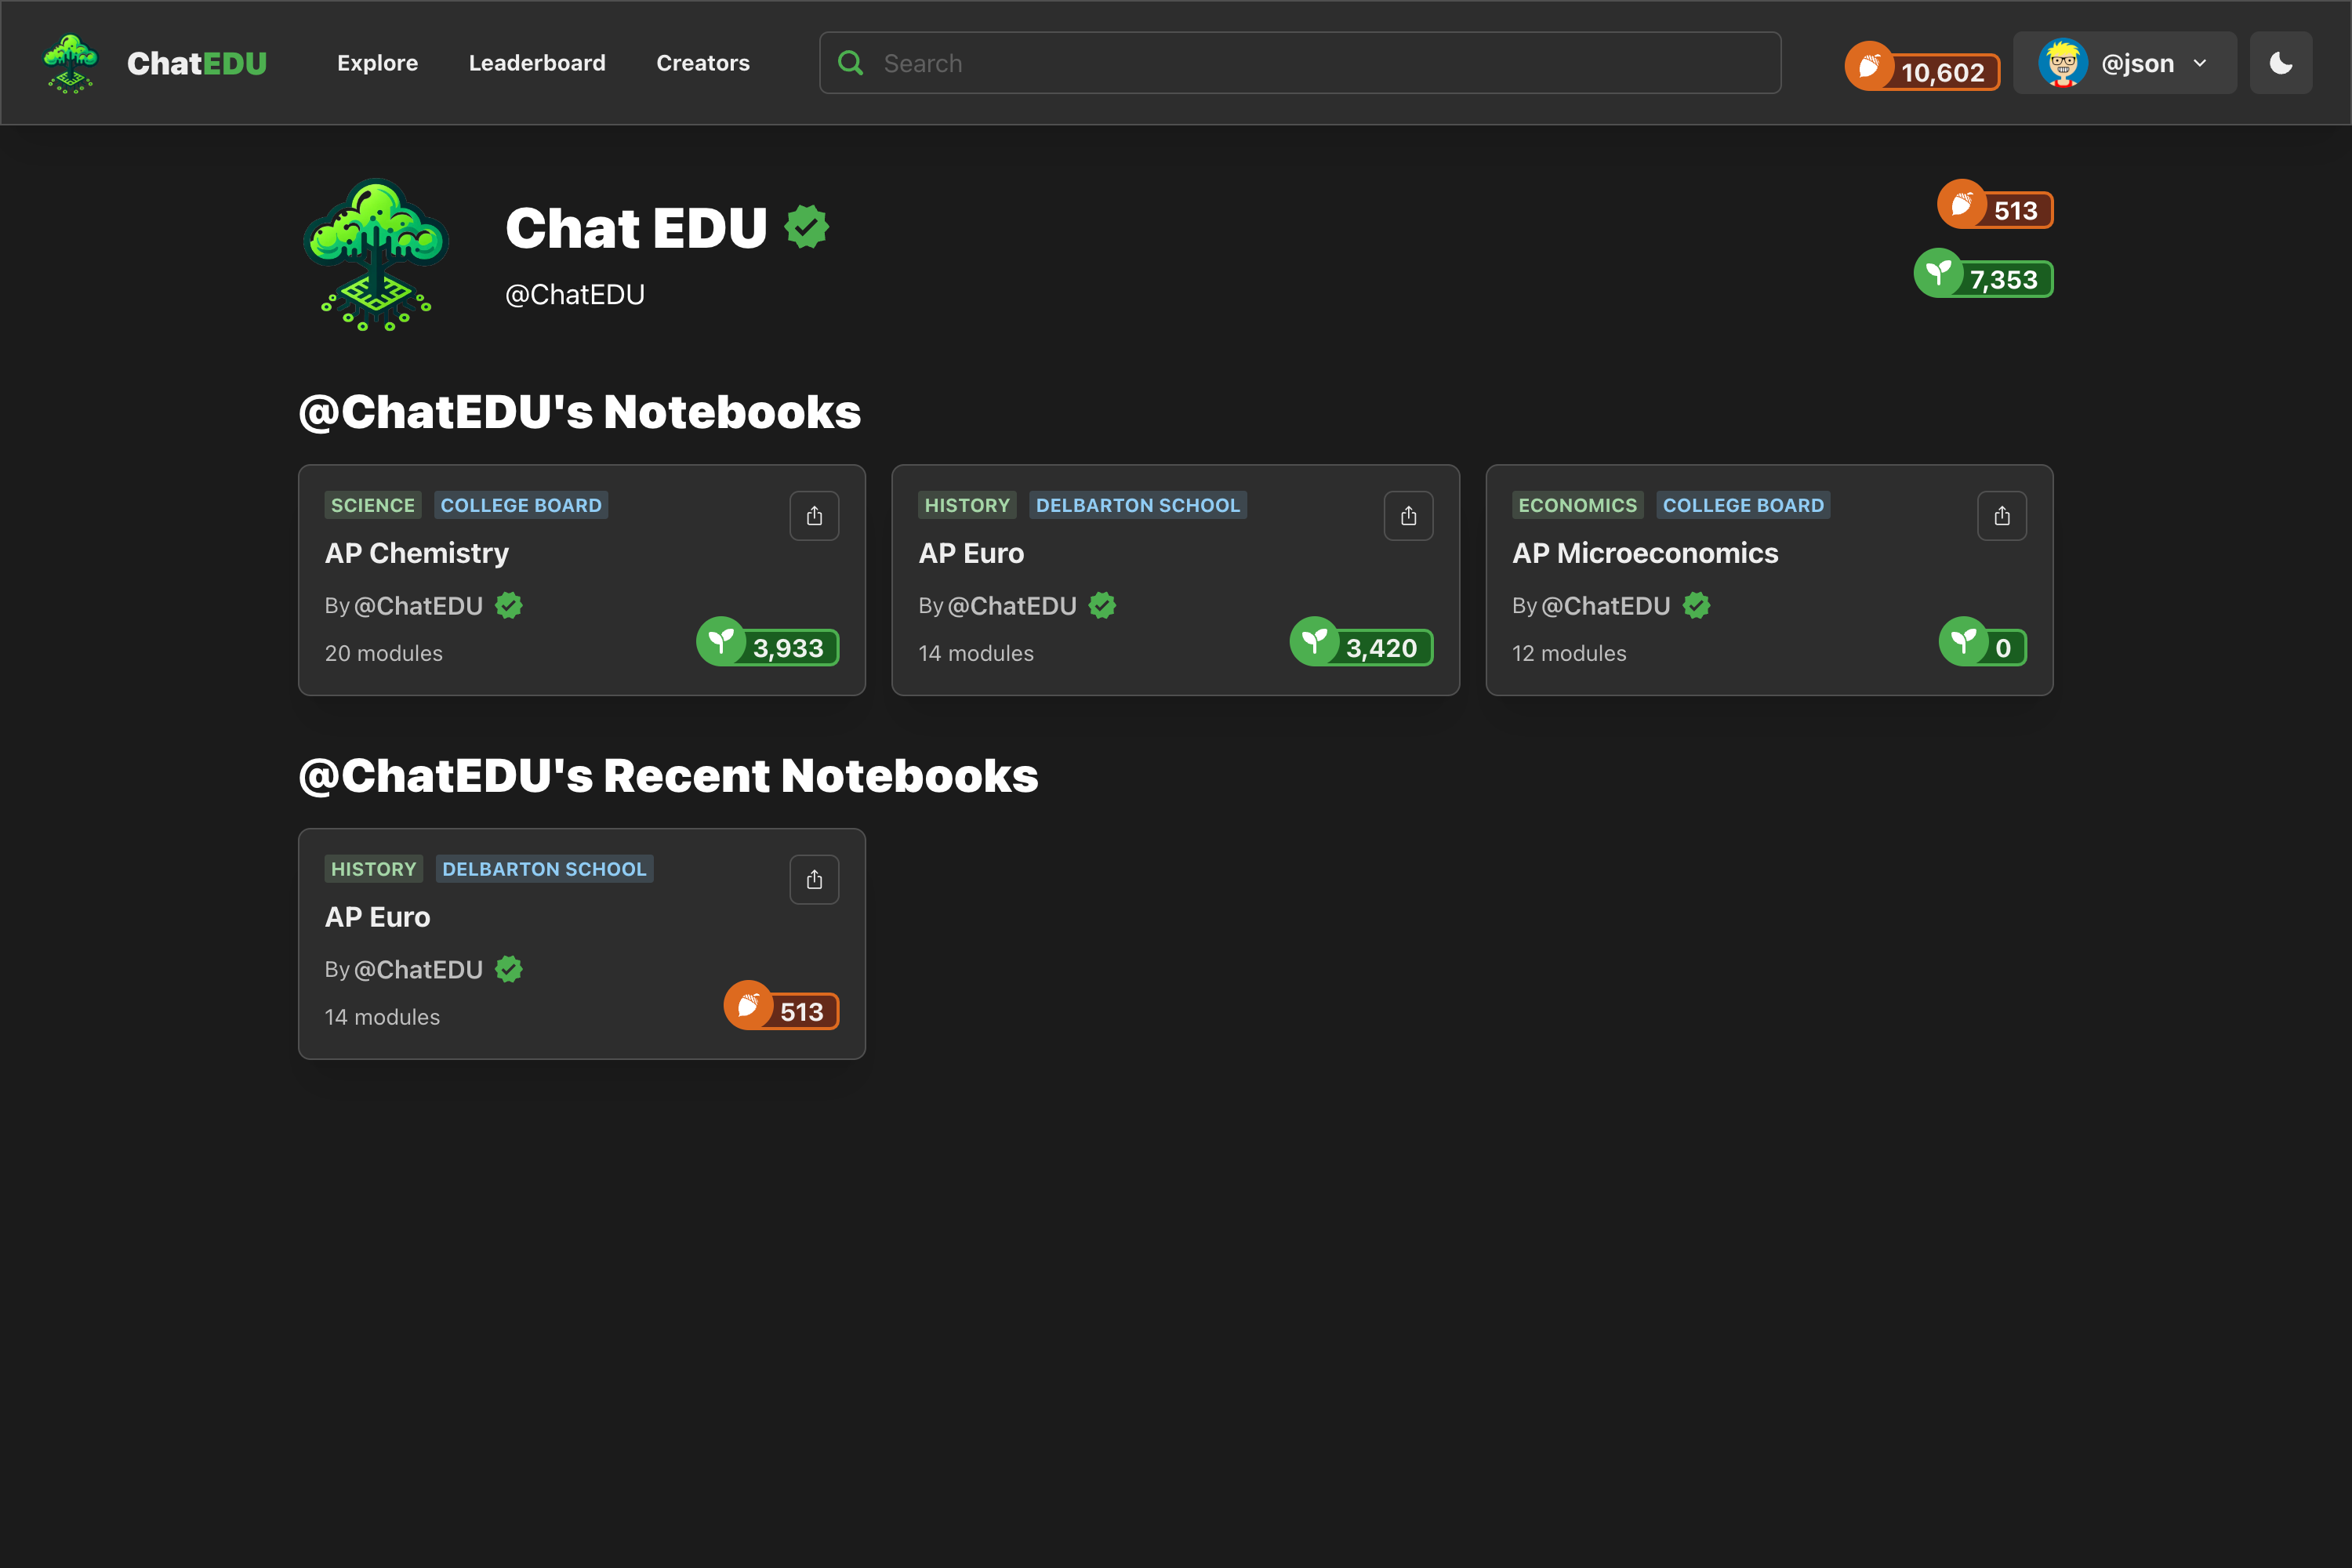 ChatEDU
Explore
Leaderboard
Creators
Search
10,602
@json
Chat EDU
@ChatEDU
513
7,353
@ChatEDU's Notebooks
SCIENCE COLLEGE BOARD
AP Chemistry
By @ChatEDU
20 modules
3,933
HISTORY DELBARTON SCHOOL
AP Euro
By @ChatEDU
14 modules
3,420
ECONOMICS COLLEGE BOARD
AP Microeconomics
By @ChatEDU
12 modules
0
@ChatEDU's Recent Notebooks
HISTORY DELBARTON SCHOOL
AP Euro
By @ChatEDU
14 modules
513